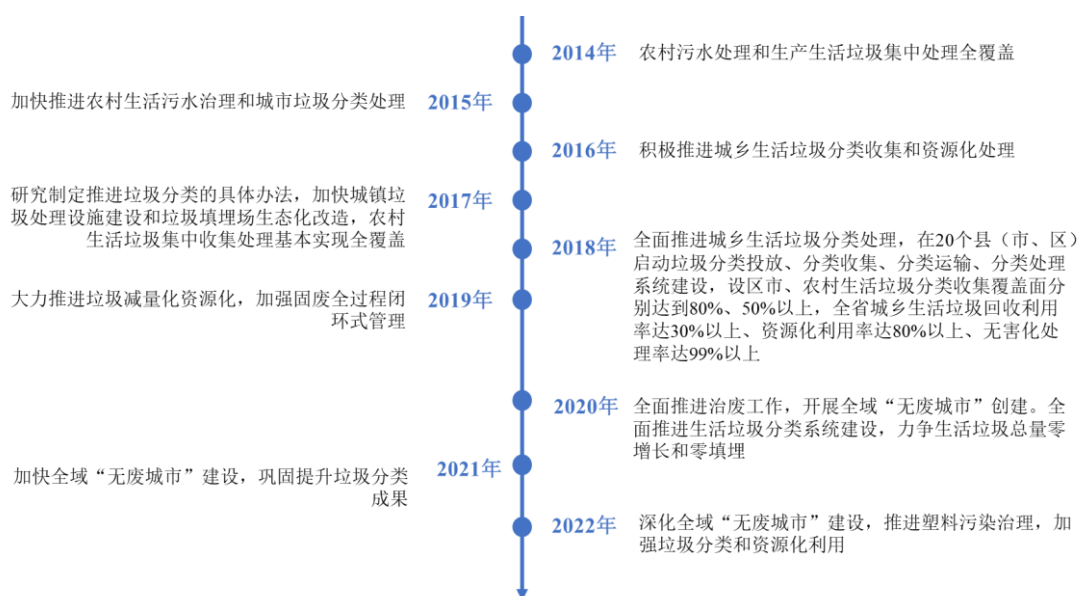 2014年
农村污水处理和生产生活垃圾集中处理全覆盖
2015年
加快推进农村生活污水治理和城市垃圾分类处理
2016年
积极推进城乡生活垃圾分类收集和资源化处理
2017年
研究制定推进垃圾分类的具体办法，加快城镇垃
圾处理设施建设和垃圾填埋场生态化改造，农村
生活垃圾集中收集处理基本实现全覆盖
2018年
全面推进城乡生活垃圾分类处理，在20个县（市、区）
启动垃圾分类投放、分类收集、分类运输、分类处理
系统建设，设区市、农村生活垃圾分类收集覆盖面分
别达到80%、50%以上，全省城乡生活垃圾回收利用
率达30%以上、资源化利用率达80%以上、无害化处
理率达99%以上
2019年
大力推进垃圾减量化资源化，加强固废全过程闭
环式管理
2020年
全面推进治废工作，开展全域“无废城市”创建。全
面推进生活垃圾分类系统建设，力争生活垃圾总量零
增长和零填埋
2021年
加快全域“无废城市”建设，巩固提升垃圾分类
成果
2022年
深化全域“无废城市”建设，推进塑料污染治理，加
强垃圾分类和资源化利用